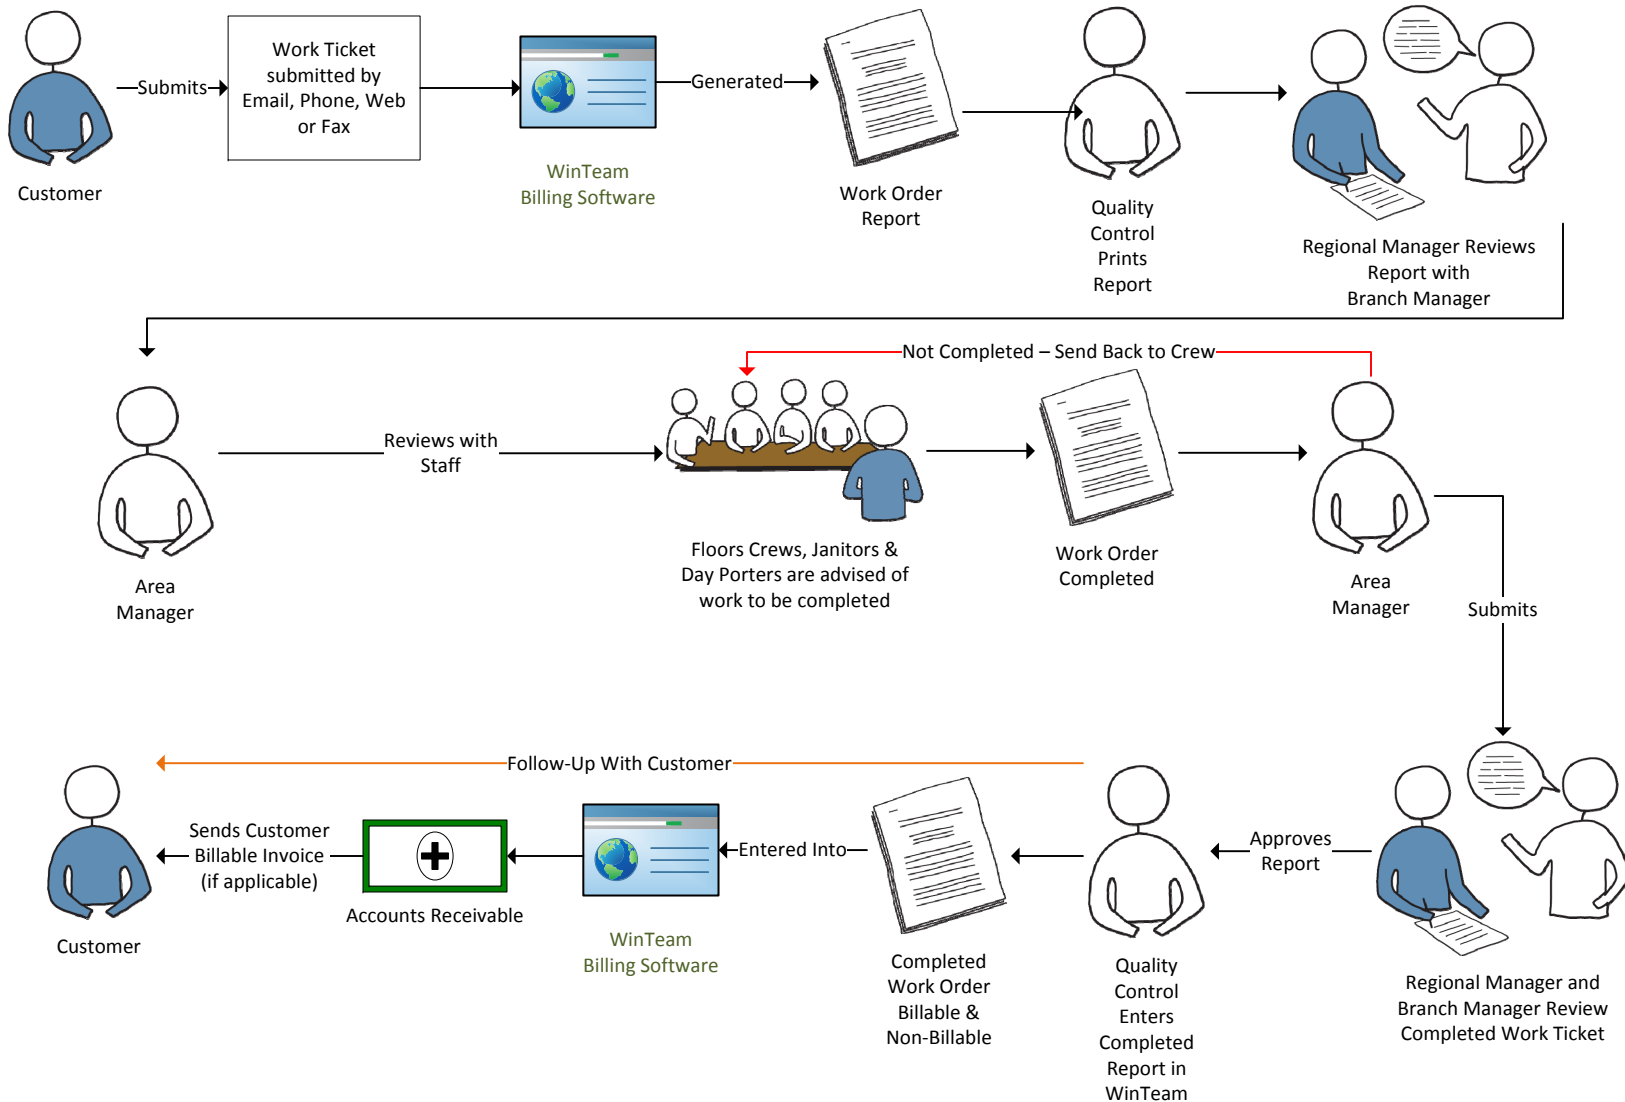 Submits
Work Ticket
submitted by
Email, Phone, Web
or Fax
Generated
Customer
WinTeam
Billing Software
Work Order
Report
Quality
Control
Prints
Report
Regional Manager Reviews
Report with
Branch Manager
Not Completed – Send Back to Crew
Reviews with
Staff
Area
Manager
Floors Crews, Janitors &
Day Porters are advised of
work to be completed
Work Order
Completed
Area
Manager
Submits
Follow-Up With Customer
Sends Customer
Billable Invoice
(if applicable)
Entered Into
Approves
Report
Customer
Accounts Receivable
WinTeam
Billing Software
Completed
Work Order
Billable &
Non-Billable
Quality
Control
Enters
Completed
Report in
WinTeam
Regional Manager and
Branch Manager Review
Completed Work Ticket